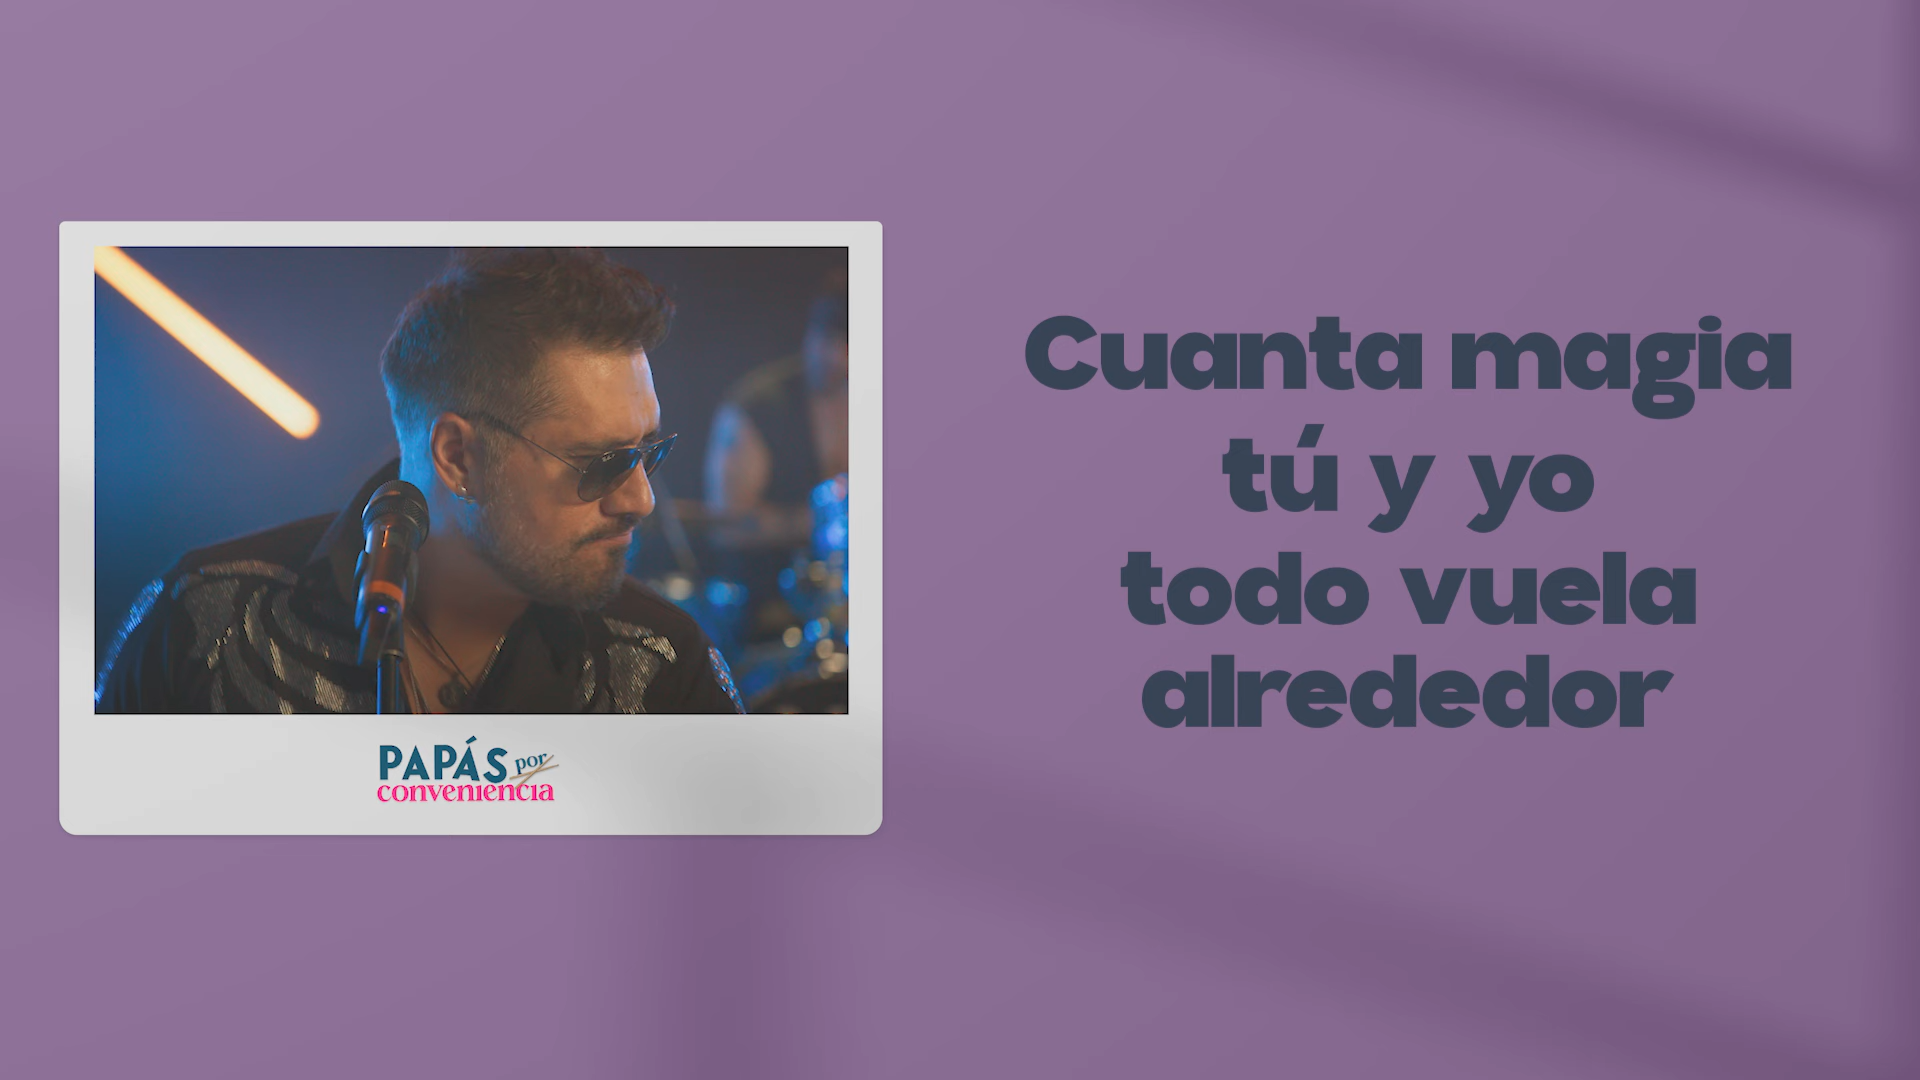 PAPÁS por
conveniencia
Cuanta magia
tú y yo
todo vuela
alrededor